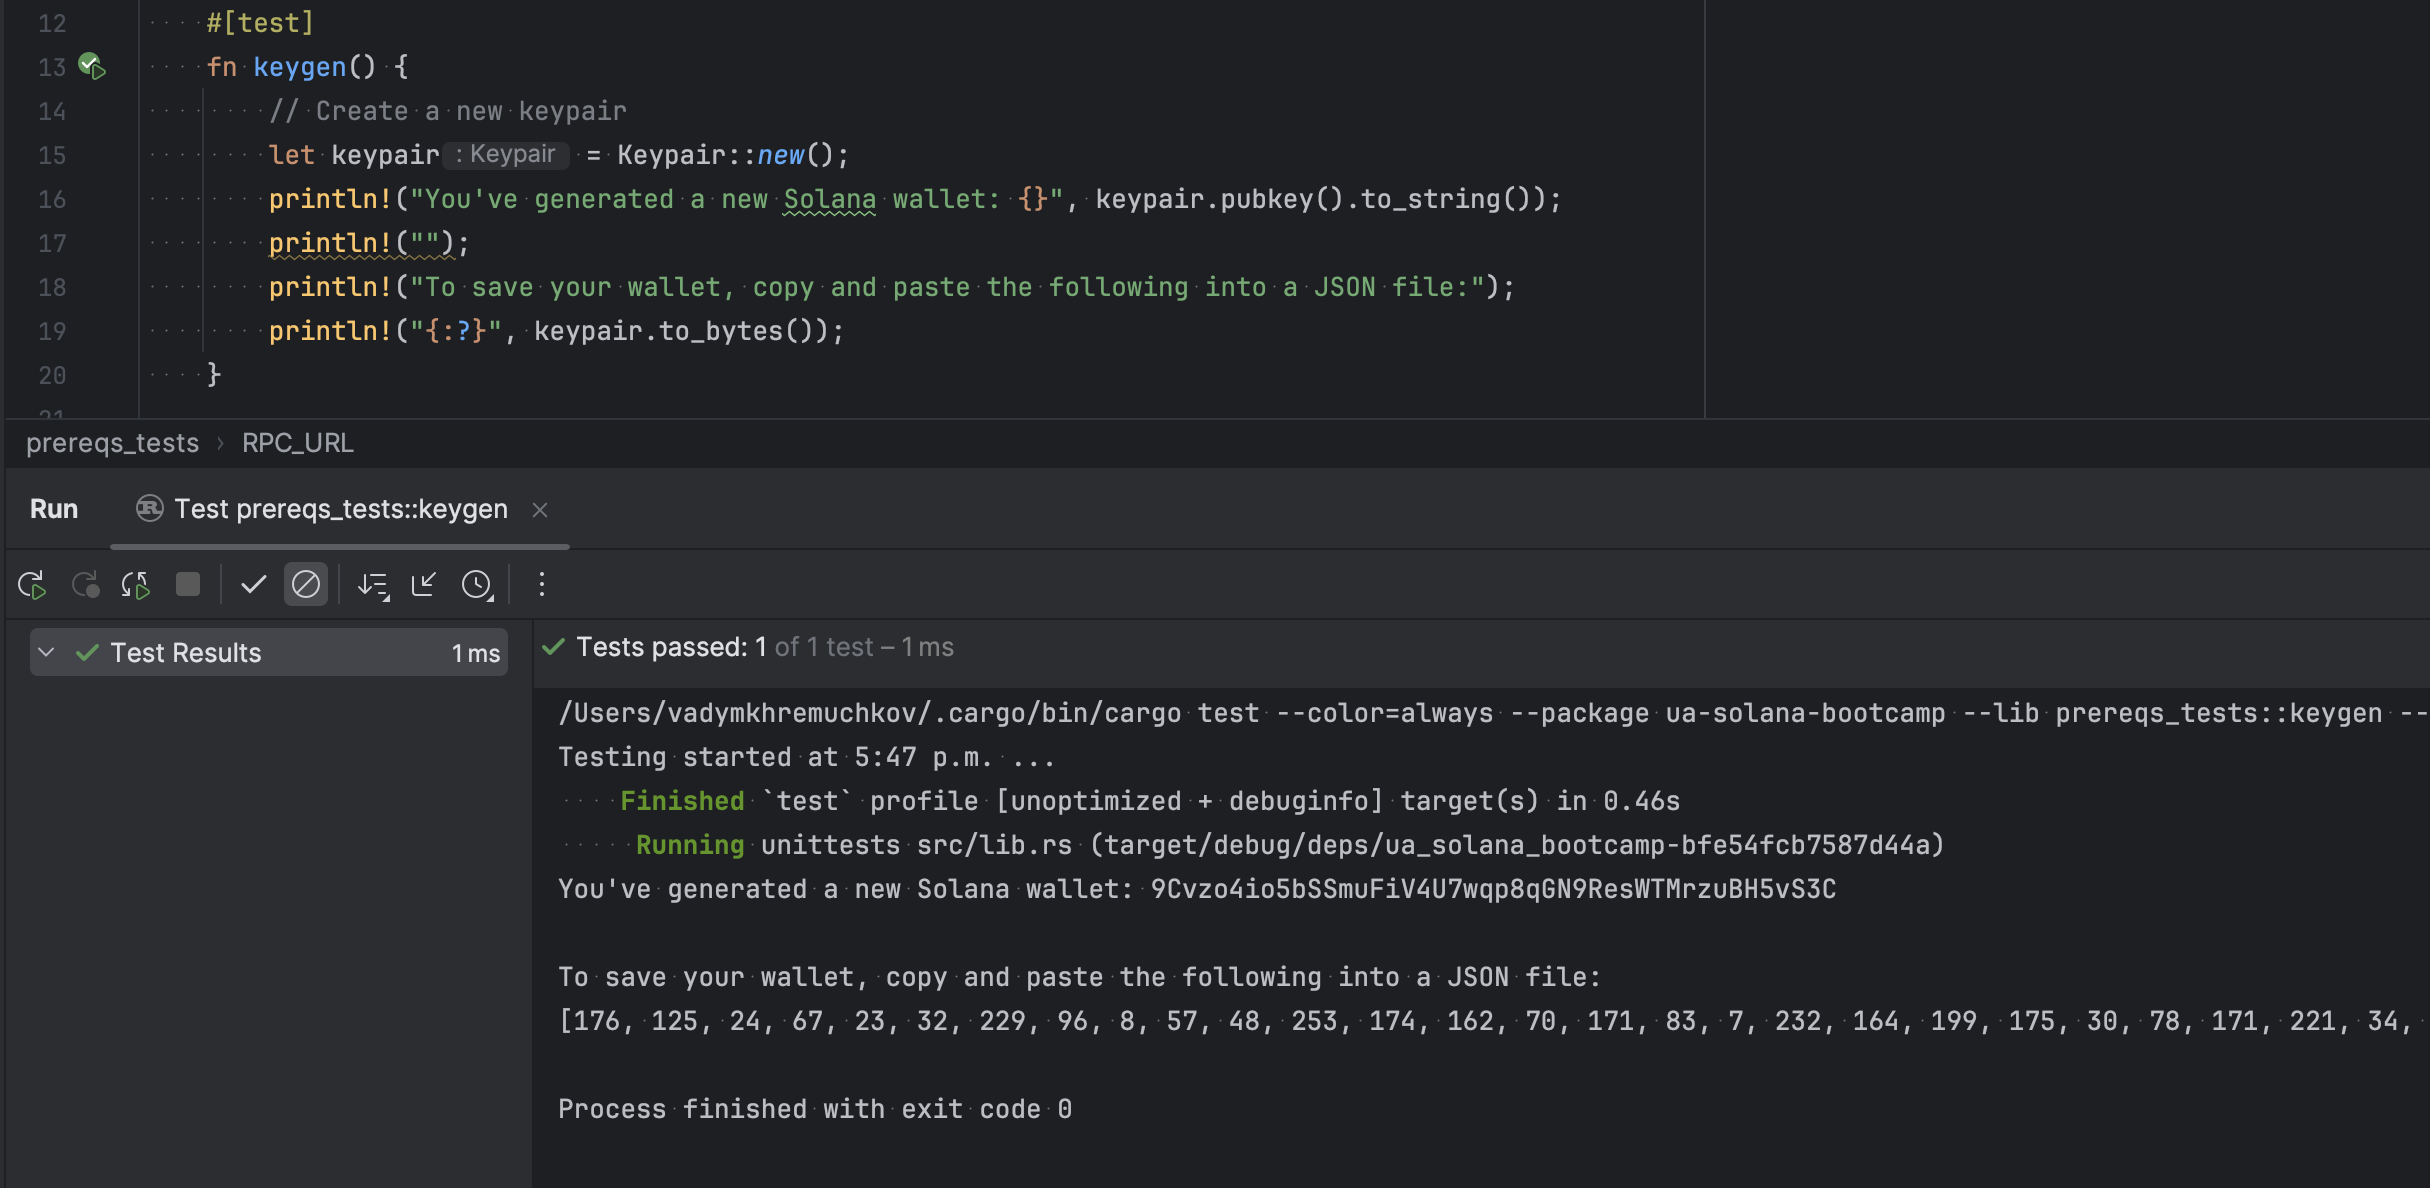 12 #[test]
13 fn keygen() {
14 // Create a new keypair
15 let keypair : Keypair = Keypair::new();
16 println!("You've generated a new Solana wallet: {}", keypair.pubkey().to_string());
17 println!("");
18 println!("To save your wallet, copy and paste the following into a JSON file:");
19 println!("{:?}", keypair.to_bytes());
20 }
21
prereqs_tests › RPC_URL
Run Test prereqs_tests::keygen ×
Test Results 1 ms
Tests passed: 1 of 1 test – 1 ms
/Users/vadymkhremuchkov/.cargo/bin/cargo test --color=always --package ua-solana-bootcamp --lib prereqs_tests::keygen --
Testing started at 5:47 p.m. ...
Finished `test` profile [unoptimized + debuginfo] target(s) in 0.46s
Running unittests src/lib.rs (target/debug/deps/ua_solana_bootcamp-bfe54fcb7587d44a)
You've generated a new Solana wallet: 9Cvzo4io5bSSmuFiV4U7wqp8qGN9ResWTMrzuBH5vS3C
To save your wallet, copy and paste the following into a JSON file:
[176, 125, 24, 67, 23, 32, 229, 96, 8, 57, 48, 253, 174, 162, 70, 171, 83, 7, 232, 164, 199, 175, 30, 78, 171, 221, 34,
Process finished with exit code 0